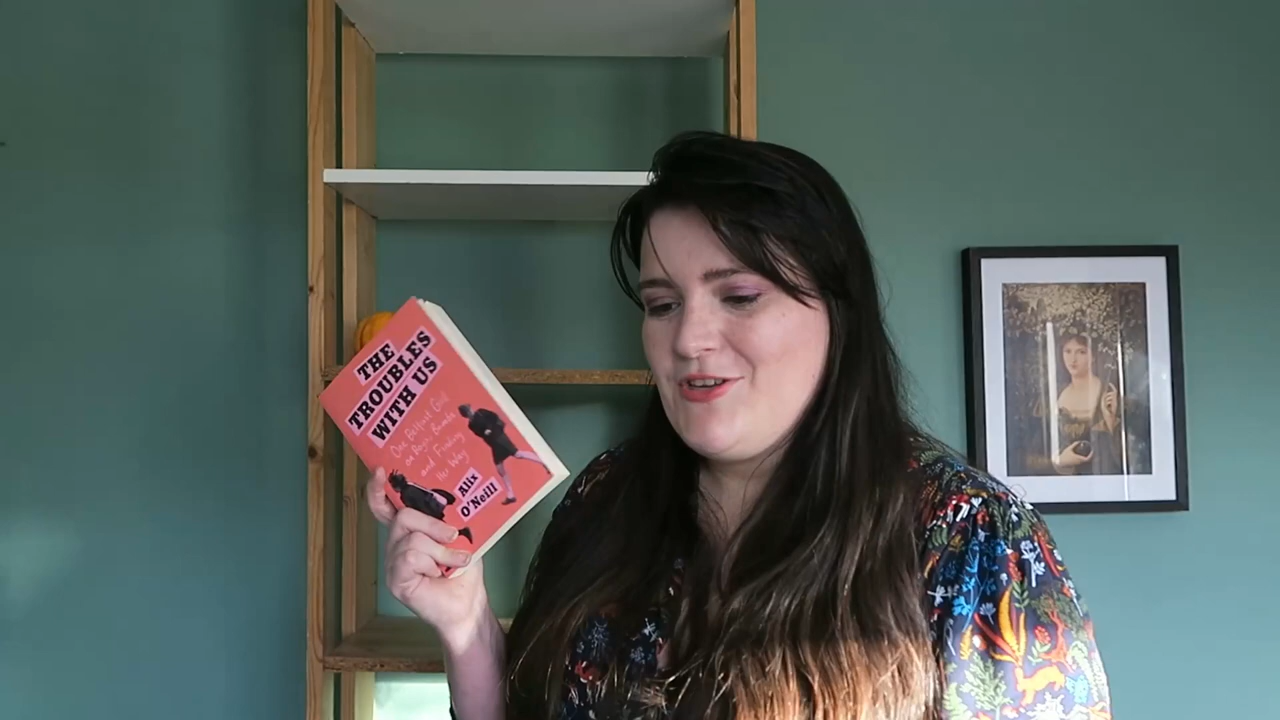 THE
TROUBLES
WITH US
One Belfast Girl
on Boys, Bombs
and Finding
Her Way
Alix
O'Neill